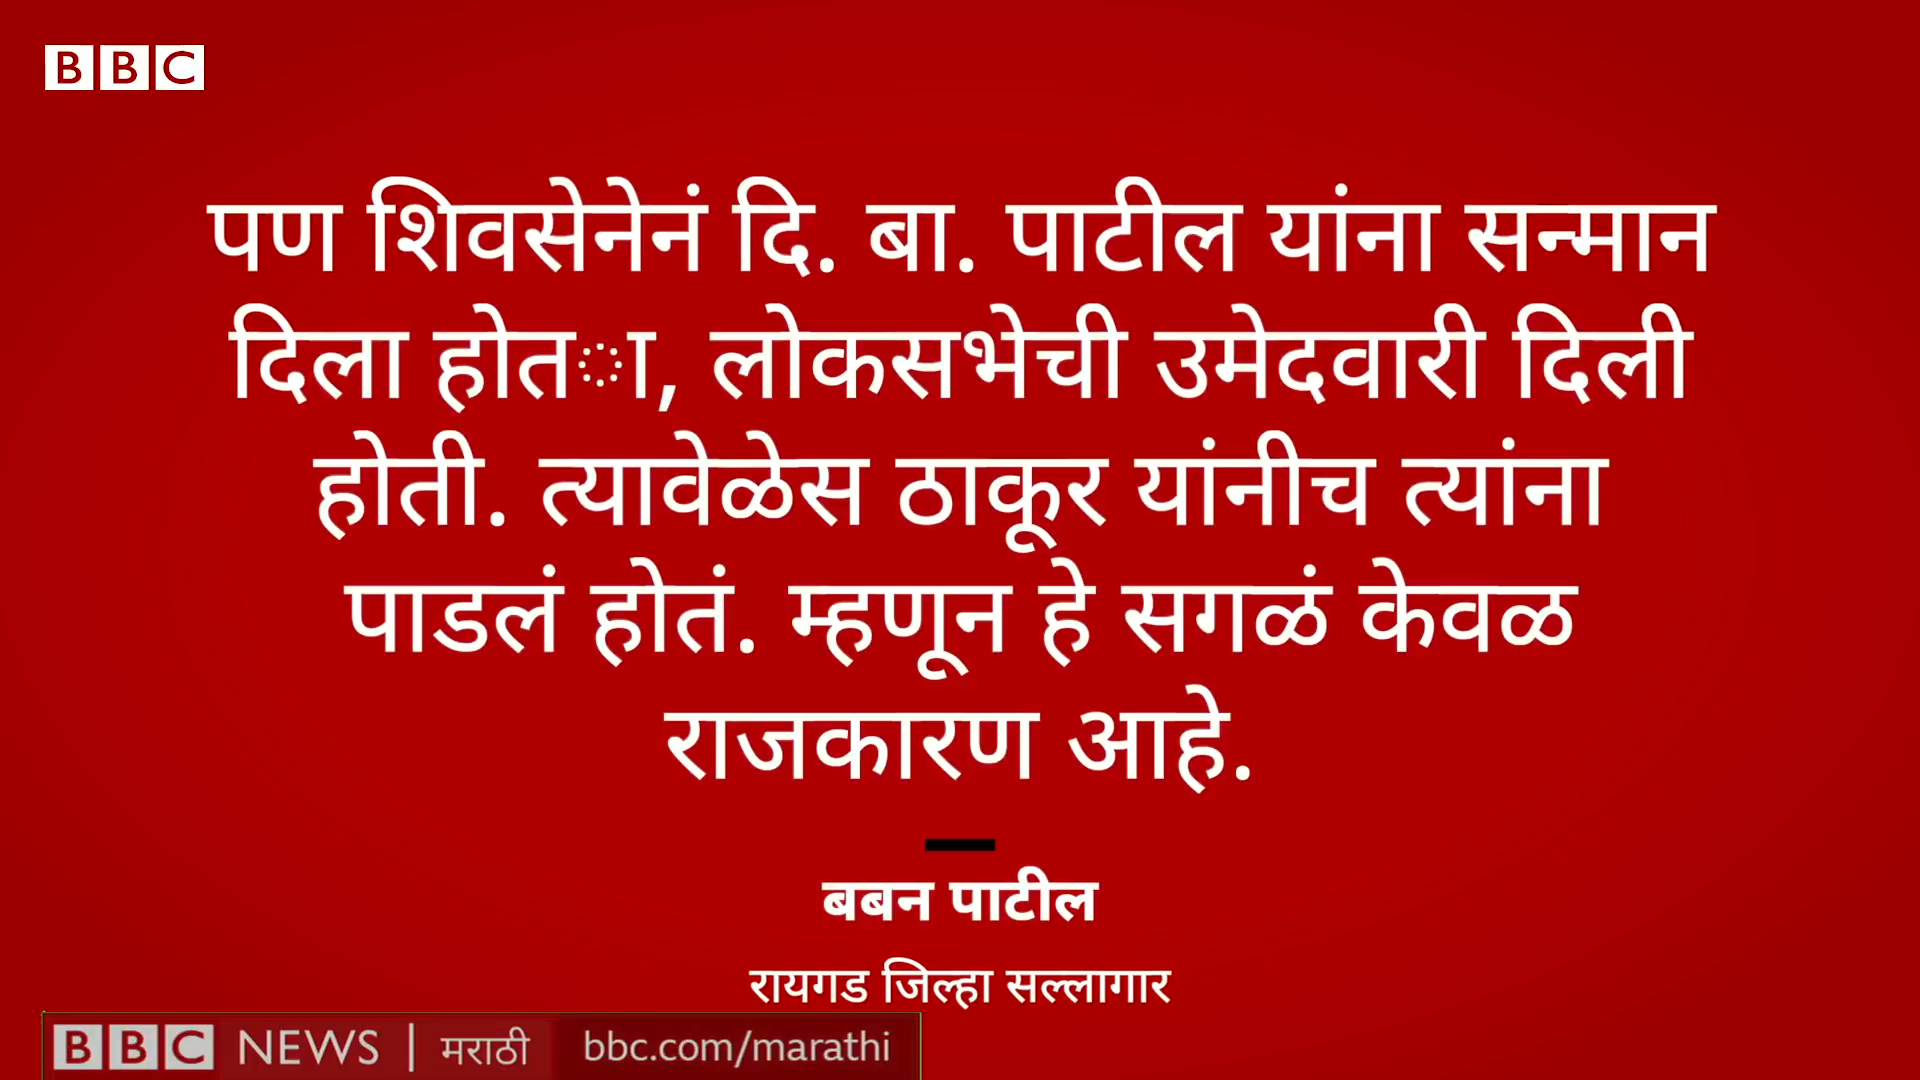 BBC
पण शिवसेनेनं दि. बा. पाटील यांना सन्मान
दिला होत◌ा, लोकसभेची उमेदवारी दिली
होती. त्यावेळेस ठाकूर यांनीच त्यांना
पाडलं होतं. म्हणून हे सगळं केवळ
राजकारण आहे.
बबन पाटील
रायगड जिल्हा सल्लागार
BBC NEWS | मराठी bbc.com/marathi